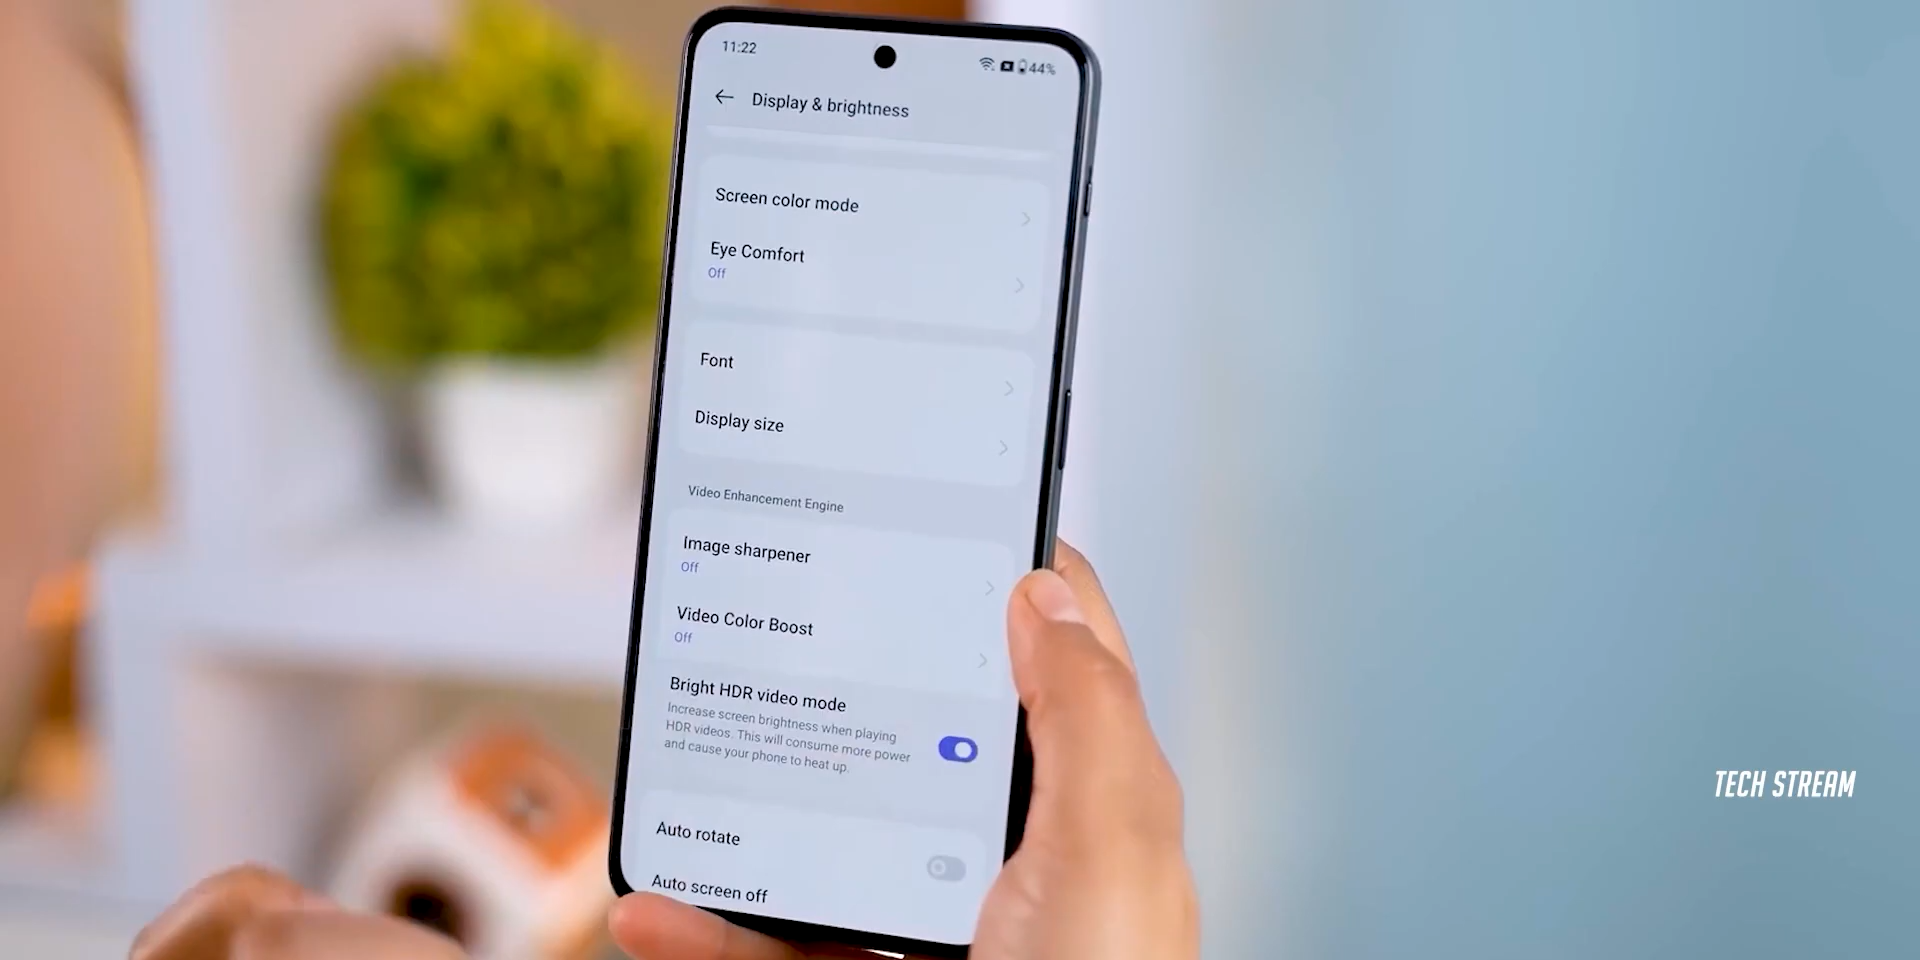 11:22
44%
Display & brightness
Screen color mode
Eye Comfort
Off
Font
Display size
Video Enhancement Engine
Image sharpener
Off
Video Color Boost
Off
Bright HDR video mode
Increase screen brightness when playing
HDR videos. This will consume more power
and cause your phone to heat up.
Auto rotate
Auto screen off
TECH STREAM